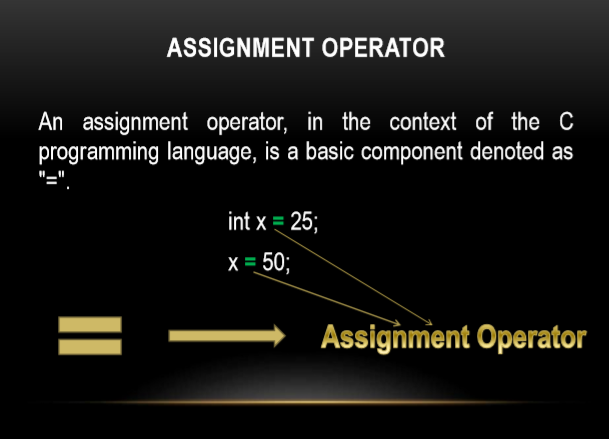 ASSIGNMENT OPERATOR
An assignment operator, in the context of the C
programming language, is a basic component denoted as
"=".
int x = 25;
x = 50;
= Assignment Operator